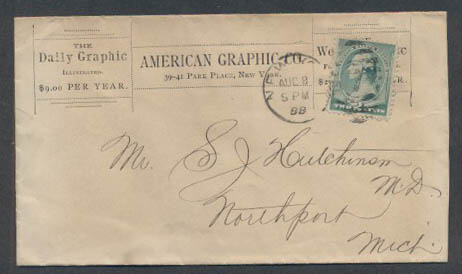 THE
Daily Graphic
ILLUSTRATED.
$9.00 PER YEAR.
AMERICAN GRAPHIC CO.
39-41 PARK PLACE, NEW YORK.
AUG 8
5 PM
88
Mr. S J Hutchinson
M.D.
Northport
Mich.